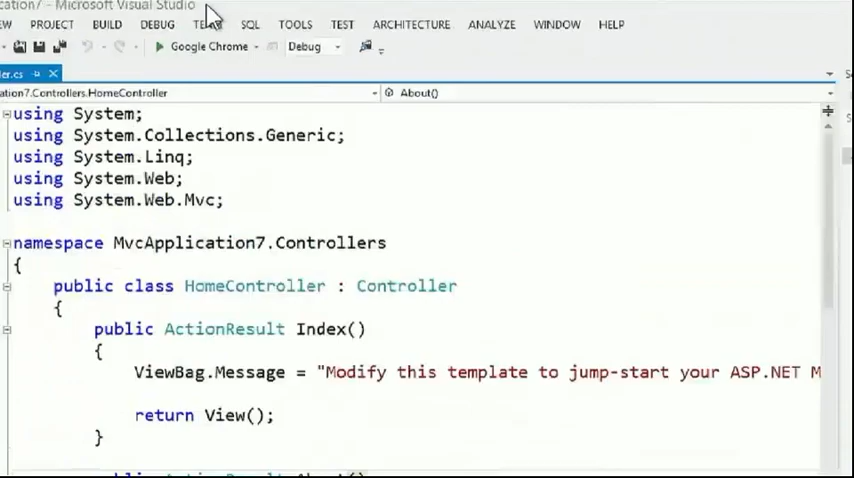 cation7 - Microsoft Visual Studio
EW PROJECT BUILD DEBUG SQL TOOLS TEST ARCHITECTURE ANALYZE WINDOW HELP
Google Chrome Debug
ler.cs
ation7.Controllers.HomeController About()
using System;
using System.Collections.Generic;
using System.Linq;
using System.Web;
using System.Web.Mvc;
namespace MvcApplication7.Controllers
{
public class HomeController : Controller
{
public ActionResult Index()
{
ViewBag.Message = "Modify this template to jump-start your ASP.NET M
return View();
}
public ActionResult About()